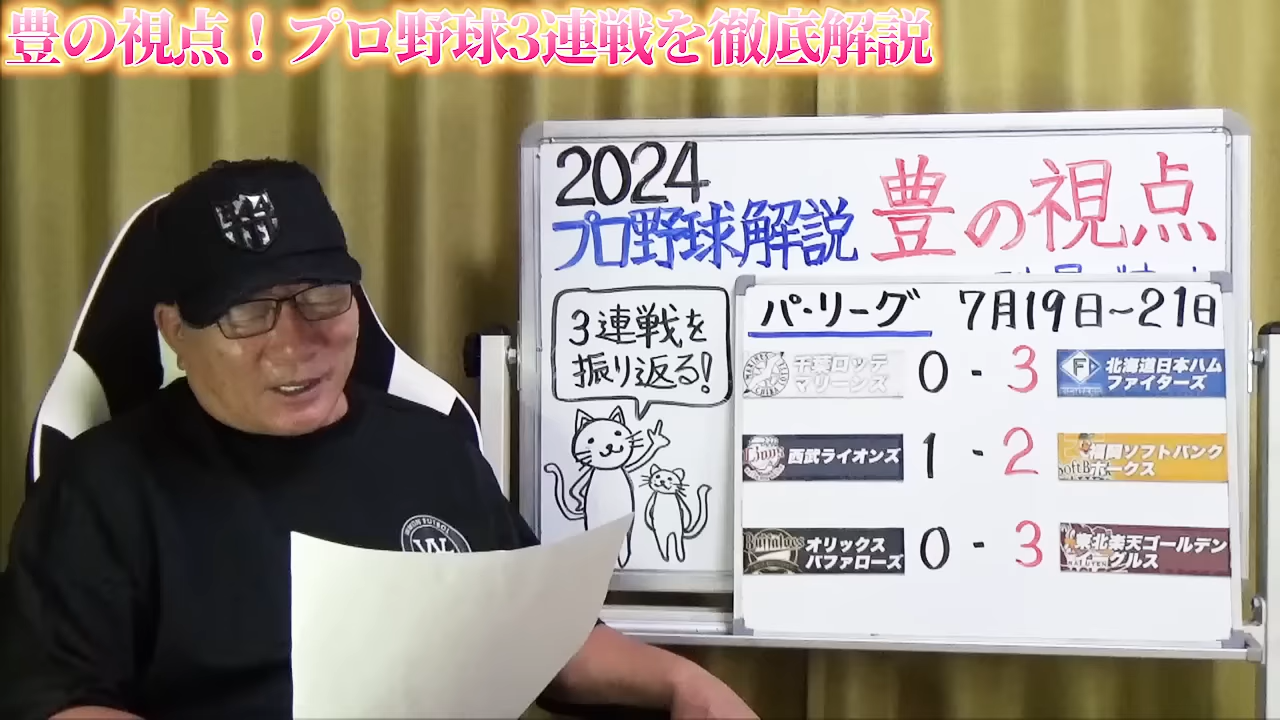 豊の視点！プロ野球3連戦を徹底解説
2024
プロ野球解説 豊の視点
3連戦を
振り返る！
パ・リーグ 7月19日~21日
千葉ロッテ
マリーンズ
0 - 3
北海道日本ハム
ファイターズ
Lions
西武ライオンズ
1 - 2
福岡ソフトバンク
ホークス
Buffaloes
オリックス
バファローズ
0 - 3
東北楽天ゴールデン
グルス